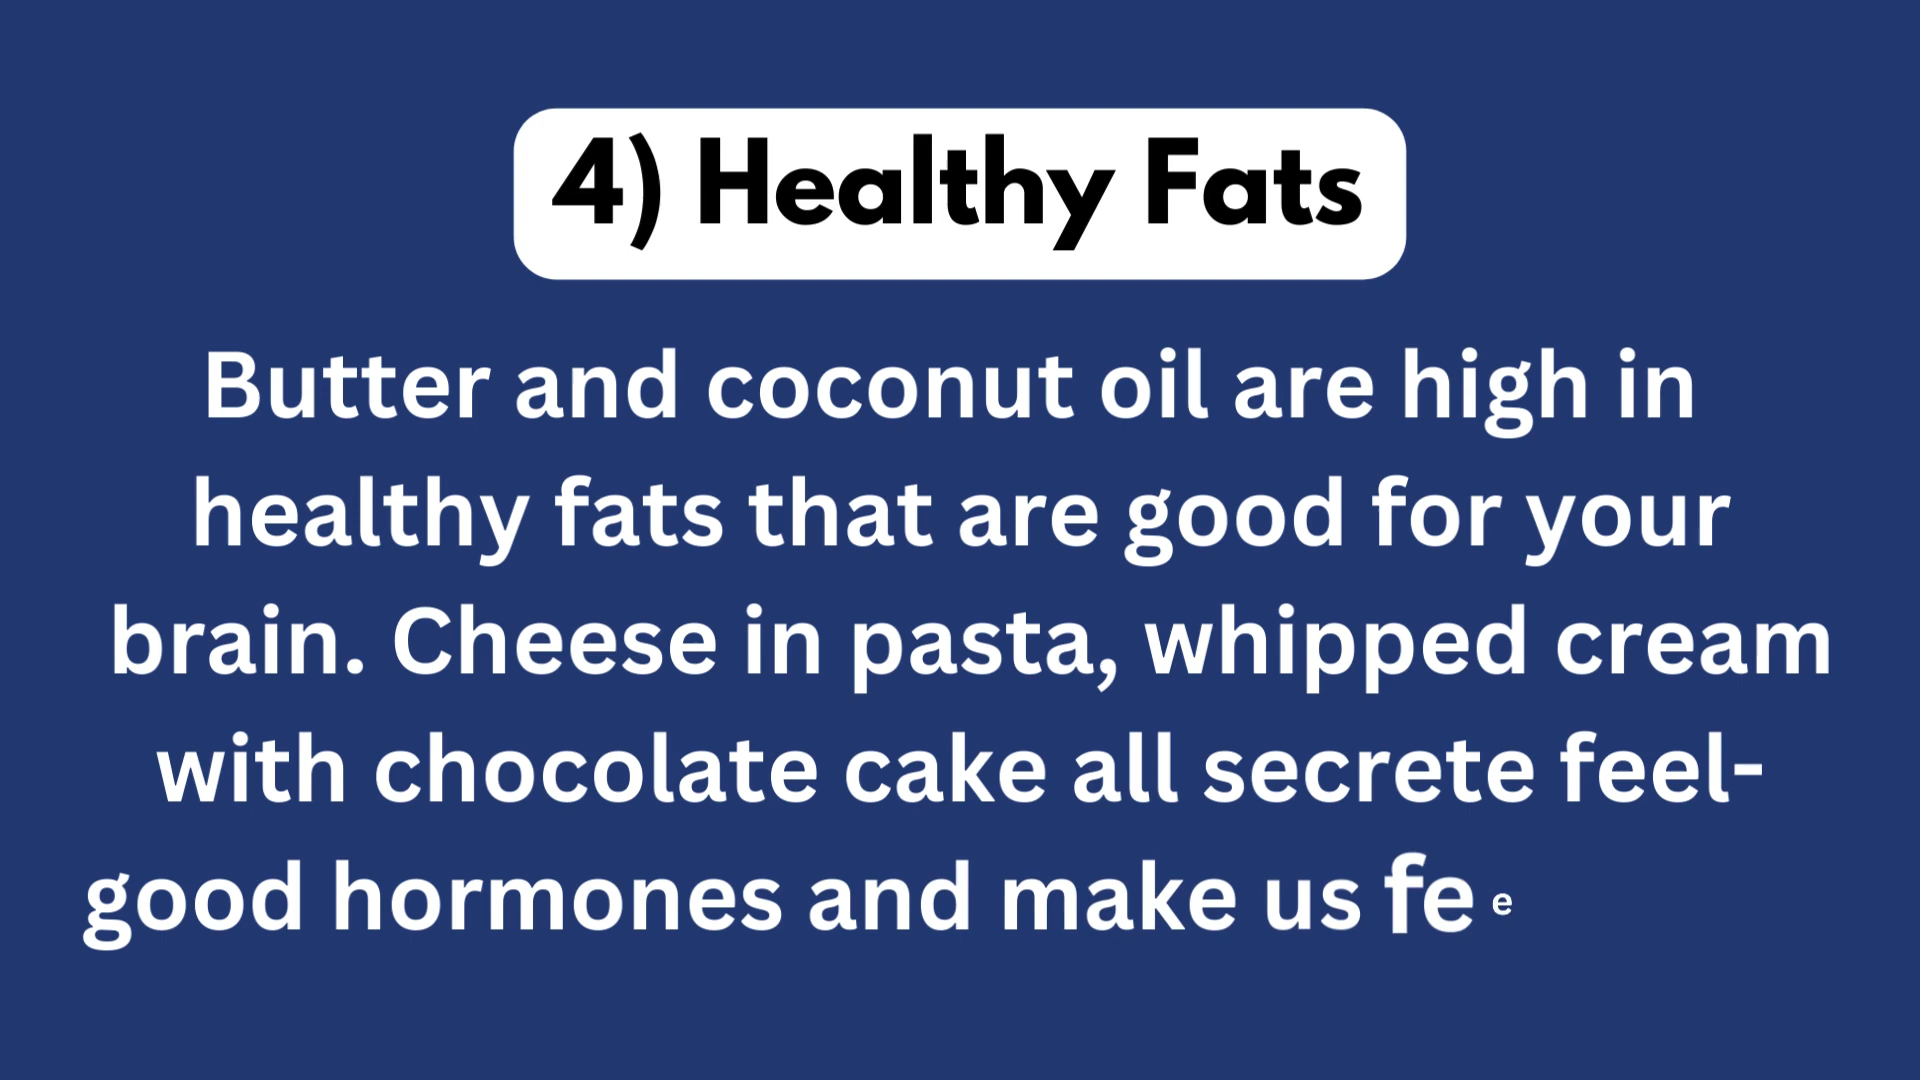 4) Healthy Fats
Butter and coconut oil are high in
healthy fats that are good for your
brain. Cheese in pasta, whipped cream
with chocolate cake all secrete feel-
good hormones and make us fee